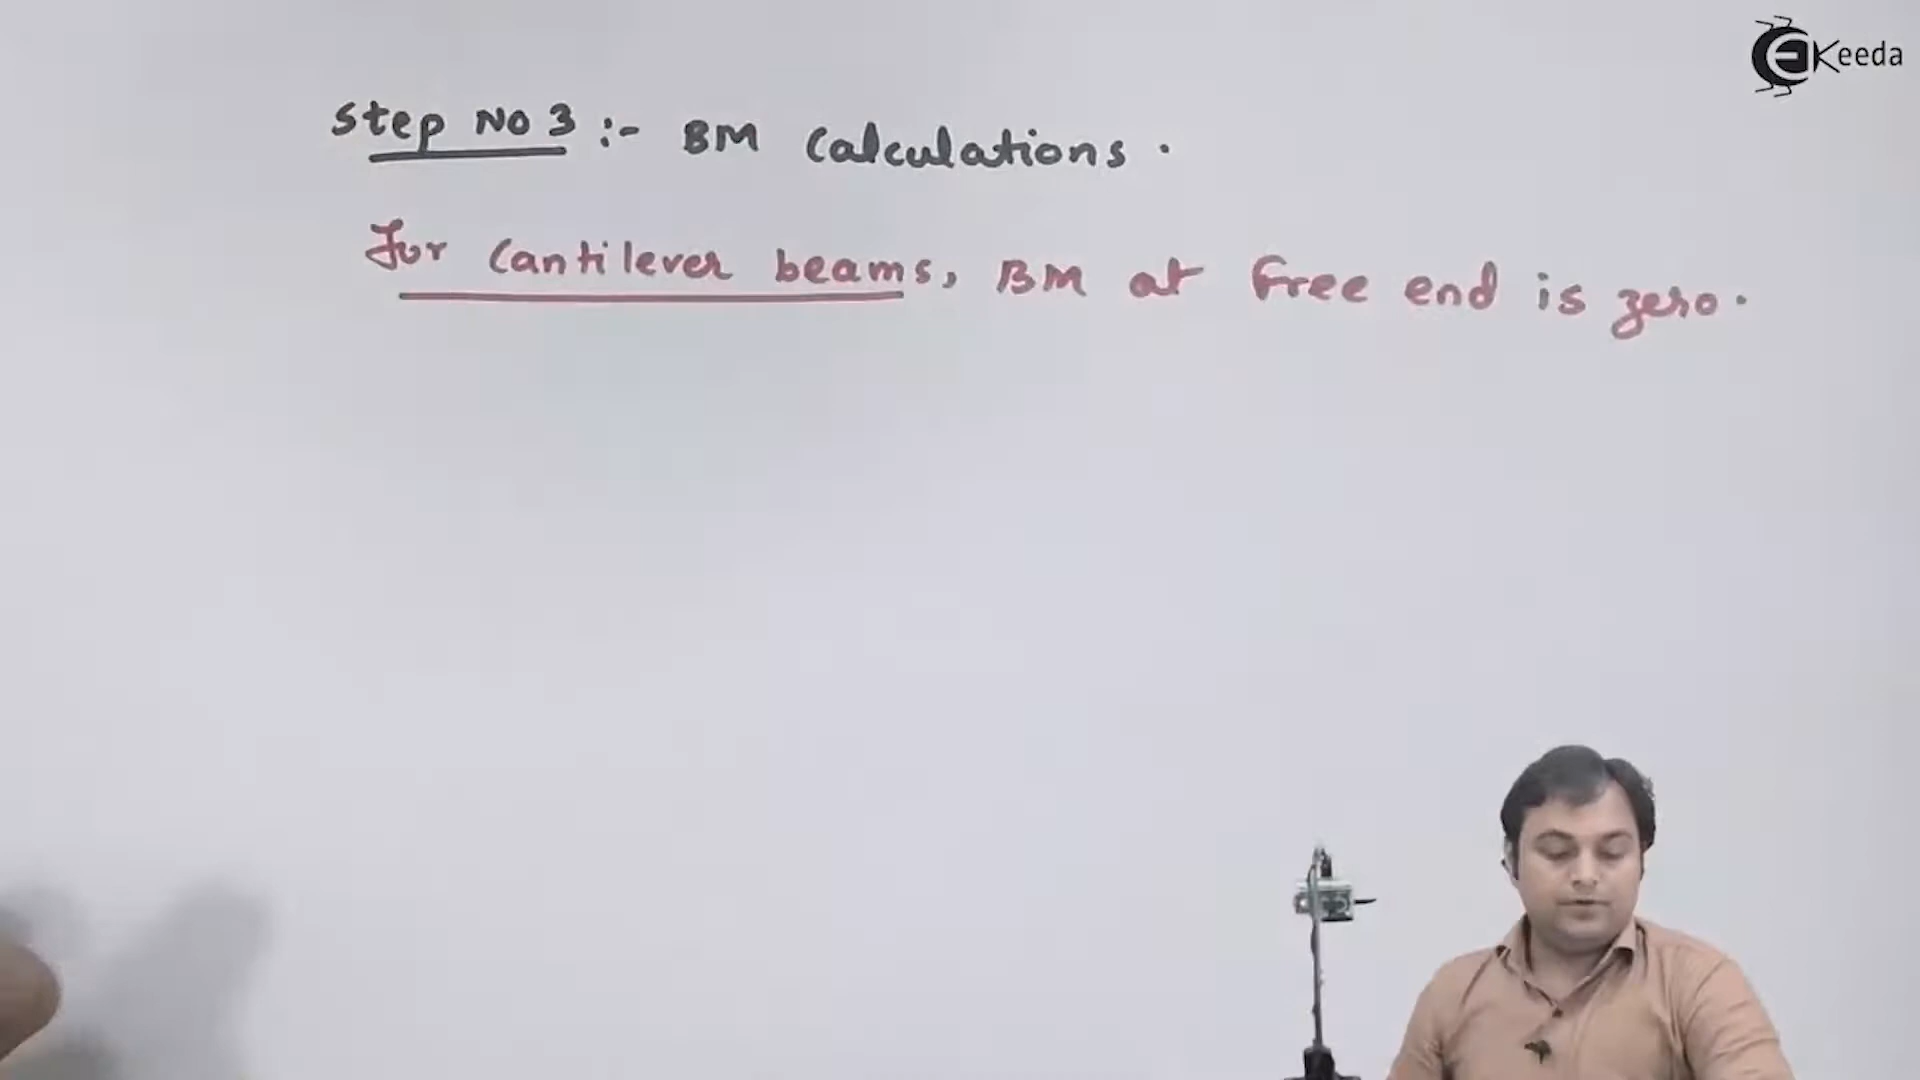 EKeeda
Step No 3 :- BM Calculations.
For Cantilever beams, BM at free end is zero.